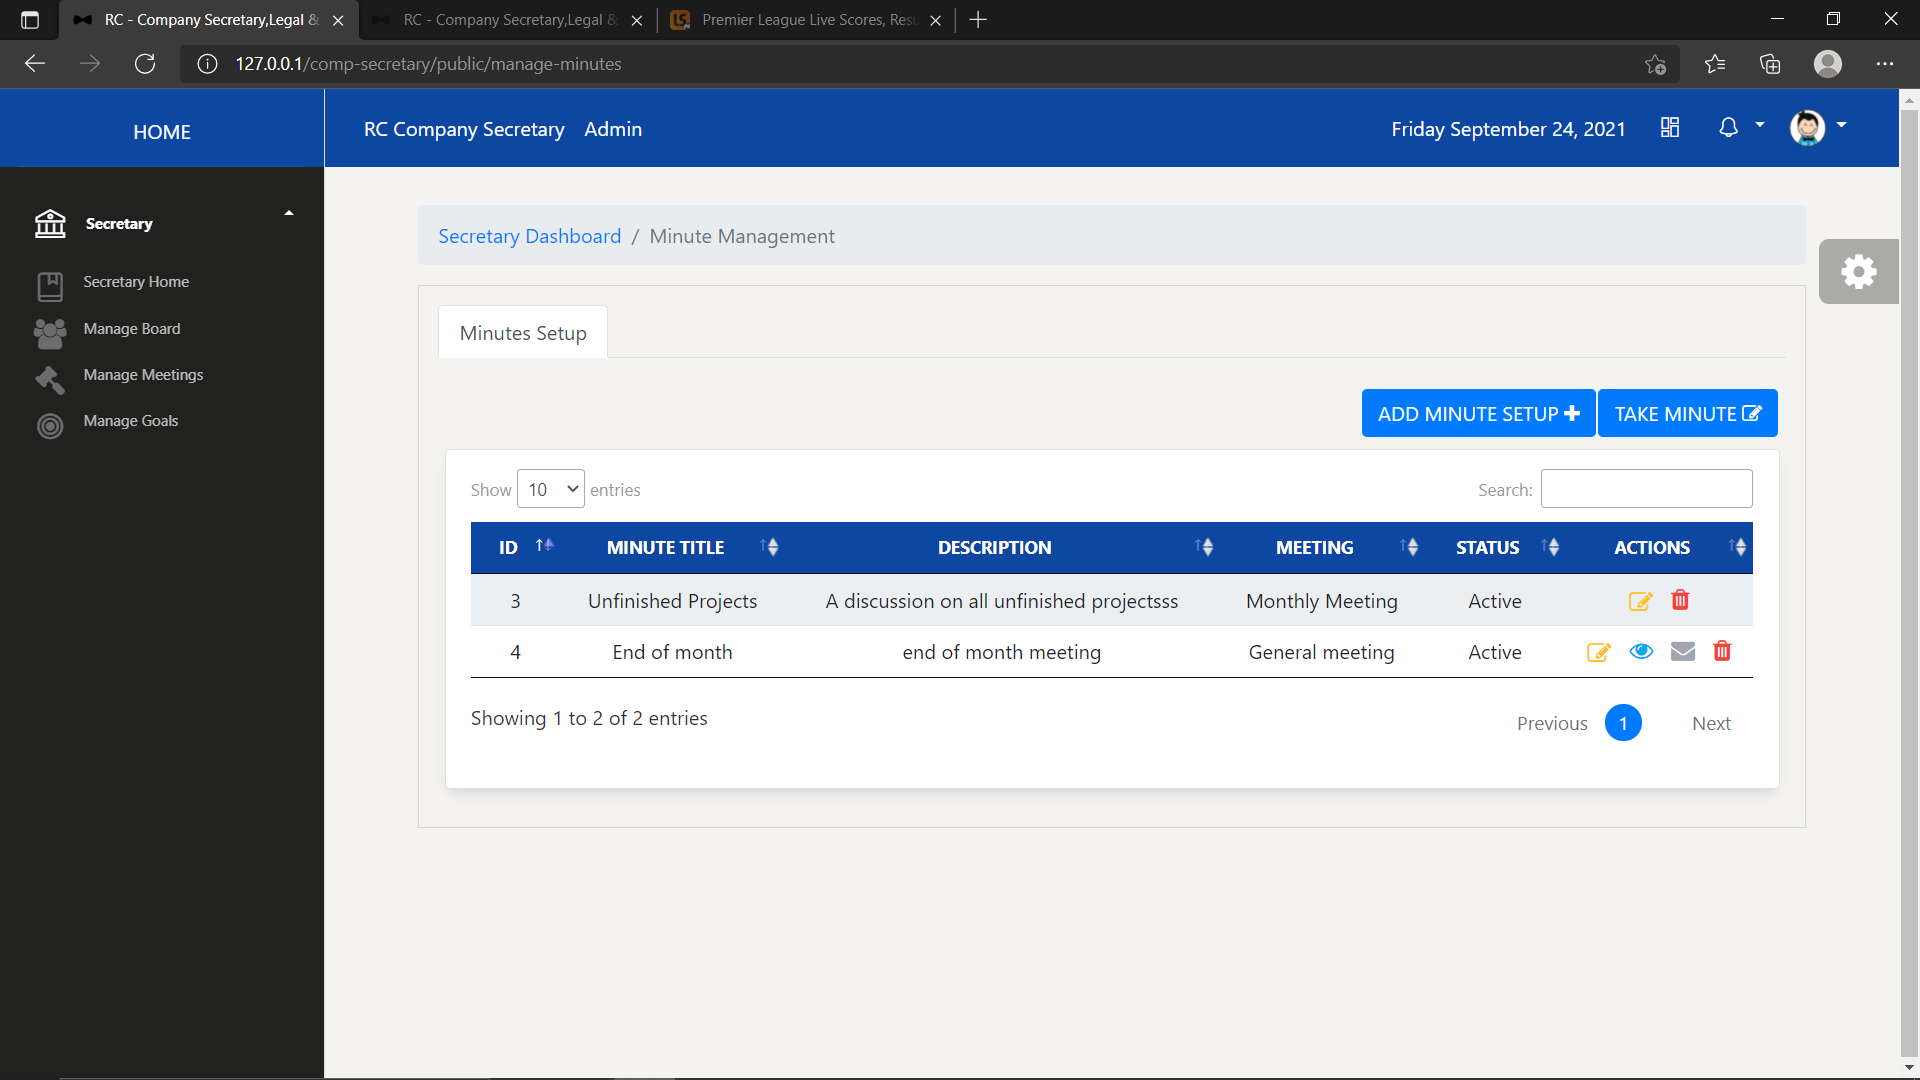 RC - Company Secretary,Legal &
RC - Company Secretary,Legal &
Premier League Live Scores, Resu
127.0.0.1/comp-secretary/public/manage-minutes
HOME
RC Company Secretary Admin
Friday September 24, 2021
Secretary
Secretary Home
Manage Board
Manage Meetings
Manage Goals
Secretary Dashboard / Minute Management
Minutes Setup
ADD MINUTE SETUP
TAKE MINUTE
Show 10 entries
Search:
ID MINUTE TITLE DESCRIPTION MEETING STATUS ACTIONS
3 Unfinished Projects A discussion on all unfinished projectsss Monthly Meeting Active
4 End of month end of month meeting General meeting Active
Showing 1 to 2 of 2 entries
Previous 1 Next